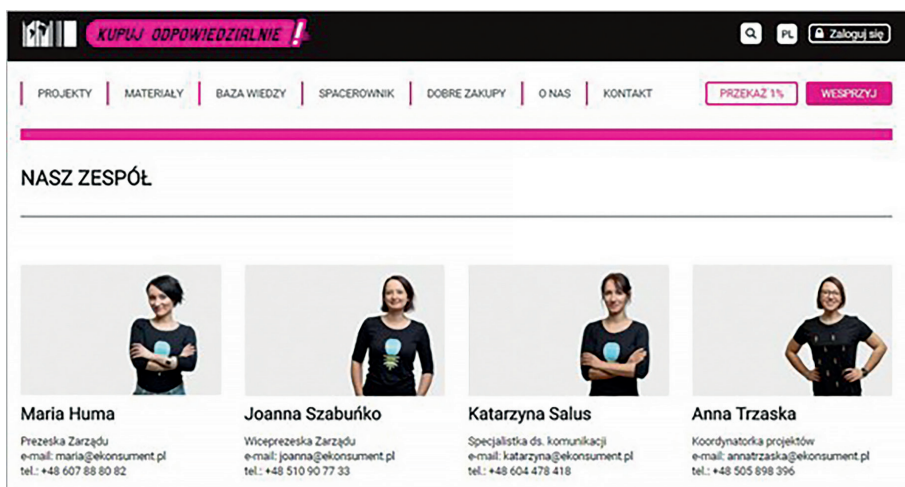 KUPUJ ODPOWIEDZIALNIE!
PL
Zaloguj się
PROJEKTY
MATERIAŁY
BAZA WIEDZY
SPACEROWNIK
DOBRE ZAKUPY
O NAS
KONTAKT
PRZEKAŻ 1%
WESPRZYJ
NASZ ZESPÓŁ
Maria Huma
Prezeska Zarządu
e-mail: maria@ekonsument.pl
tel.: +48 607 88 80 82
Joanna Szabuńko
Wiceprezeska Zarządu
e-mail: joanna@ekonsument.pl
tel.: +48 510 90 77 33
Katarzyna Salus
Specjalistka ds. komunikacji
e-mail: katarzyna@ekonsument.pl
tel.: +48 604 478 418
Anna Trzaska
Koordynatorka projektów
e-mail: annatrzaska@ekonsument.pl
tel.: +48 505 898 396